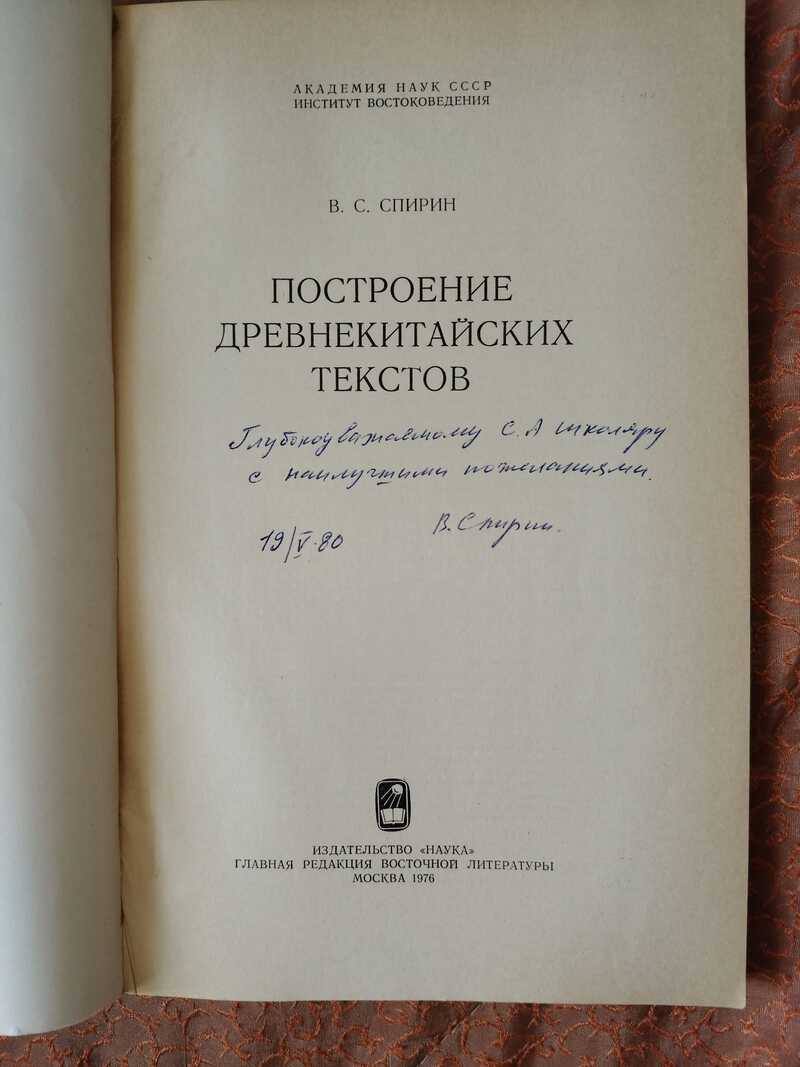 АКАДЕМИЯ НАУК СССР
ИНСТИТУТ ВОСТОКОВЕДЕНИЯ
В. С. СПИРИН
ПОСТРОЕНИЕ
ДРЕВНЕКИТАЙСКИХ
ТЕКСТОВ
Глубокоуважаемому С. А Школяру
с наилучшими пожеланиями.
19/V-80 В. Спирин.
ИЗДАТЕЛЬСТВО «НАУКА»
ГЛАВНАЯ РЕДАКЦИЯ ВОСТОЧНОЙ ЛИТЕРАТУРЫ
МОСКВА 1976